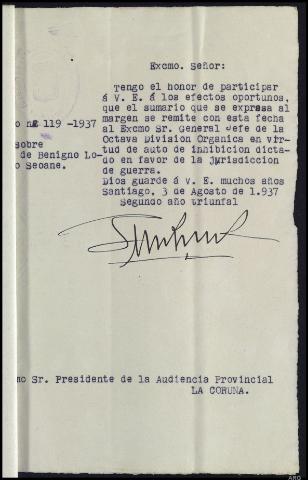 Excmo. Señor:
Tengo el honor de participar
á V. E. á los efectos oportunos,
que el sumario que se expresa al
margen se remite con esta fecha
al Excmo Sr. General Jefe de la
Octava Division Organica en vir-
tud de auto de inhibicion dicta-
do en favor de la jurisdiccion
de guerra.
Dios guarde á V. E. muchos años
Santiago, 3 de Agosto de 1.937
Segundo año triunfal
o nº 119 -1937
sobre
de Benigno Lo-
o Seoane.
mo Sr. Presidente de la Audiencia Provincial
LA CORUÑA.